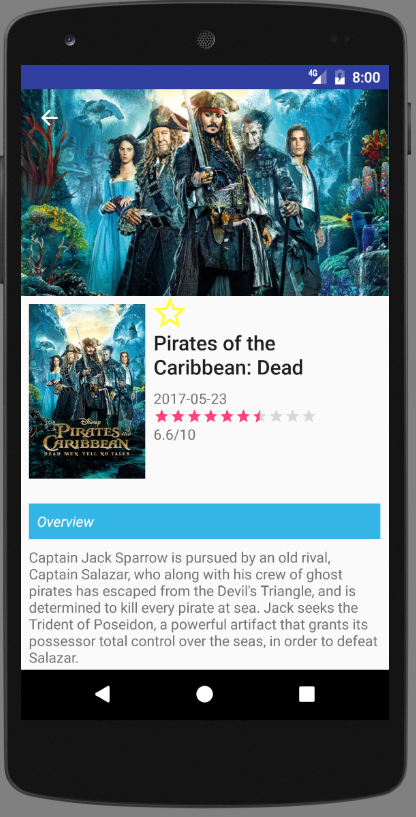 4G 8:00
Disney
PIRATES of the
CARIBBEAN
DEAD MEN TELL NO TALES
Pirates of the
Caribbean: Dead
2017-05-23
6.6/10
Overview
Captain Jack Sparrow is pursued by an old rival,
Captain Salazar, who along with his crew of ghost
pirates has escaped from the Devil's Triangle, and is
determined to kill every pirate at sea. Jack seeks the
Trident of Poseidon, a powerful artifact that grants its
possessor total control over the seas, in order to defeat
Salazar.